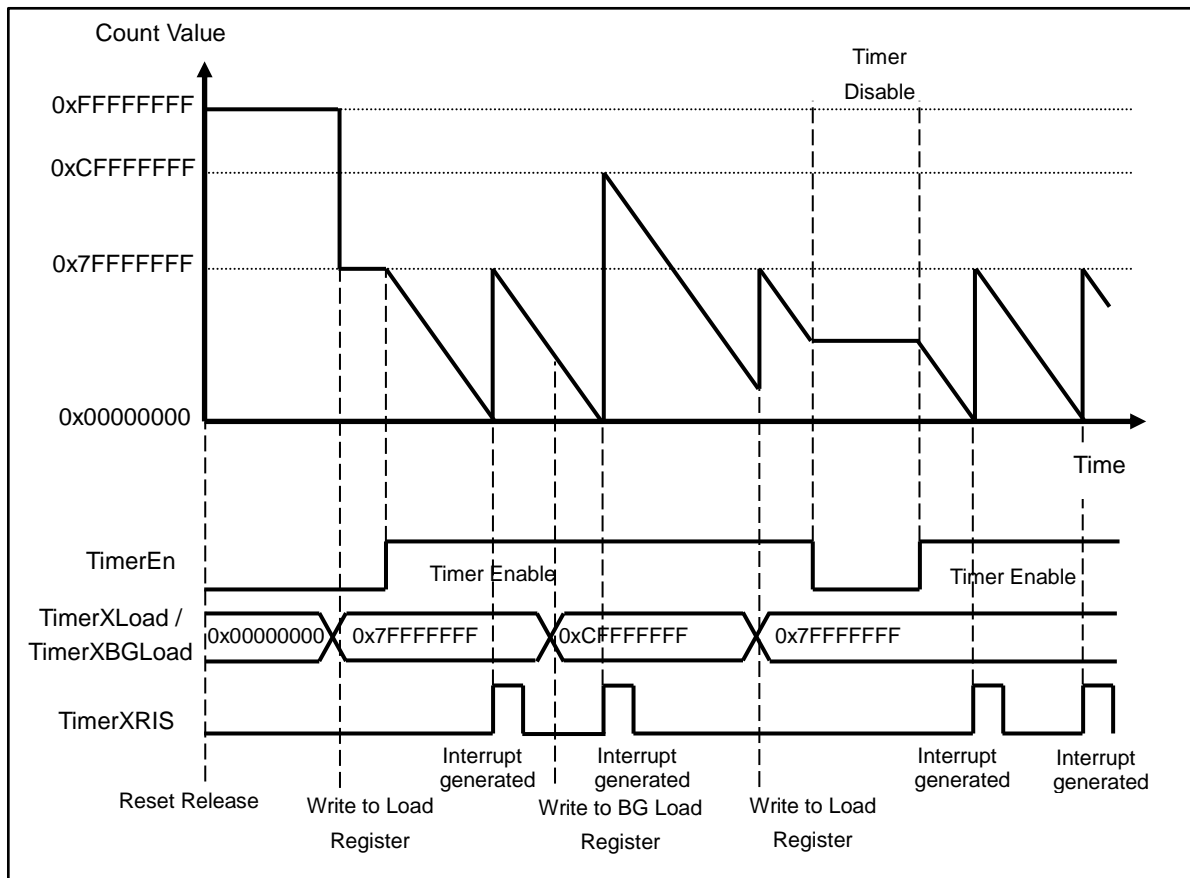 Count Value
Timer
Disable
0xFFFFFFFF
0xCFFFFFFF
0x7FFFFFFF
0x00000000
Time
TimerEn
Timer Enable
Timer Enable
TimerXLoad /
TimerXBGLoad
0x00000000
0x7FFFFFFF
0xCFFFFFFF
0x7FFFFFFF
TimerXRIS
Interrupt
generated
Interrupt
generated
Interrupt
generated
Interrupt
generated
Reset Release
Write to Load
Register
Write to BG Load
Register
Write to Load
Register